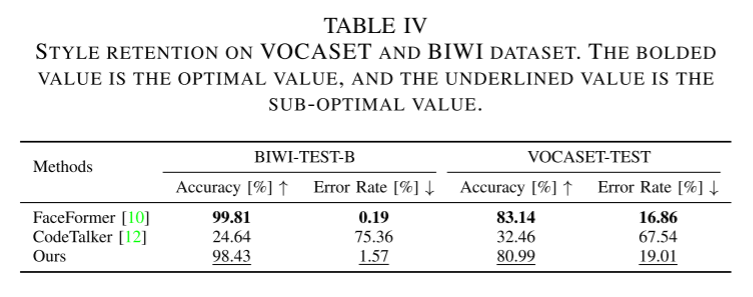 TABLE IV
STYLE RETENTION ON VOCASET AND BIWI DATASET. THE BOLDED
VALUE IS THE OPTIMAL VALUE, AND THE UNDERLINED VALUE IS THE
SUB-OPTIMAL VALUE.
Methods BIWI-TEST-B VOCASET-TEST
Accuracy [%] ↑ Error Rate [%] ↓ Accuracy [%] ↑ Error Rate [%] ↓
FaceFormer [10] 99.81 0.19 83.14 16.86
CodeTalker [12] 24.64 75.36 32.46 67.54
Ours 98.43 1.57 80.99 19.01